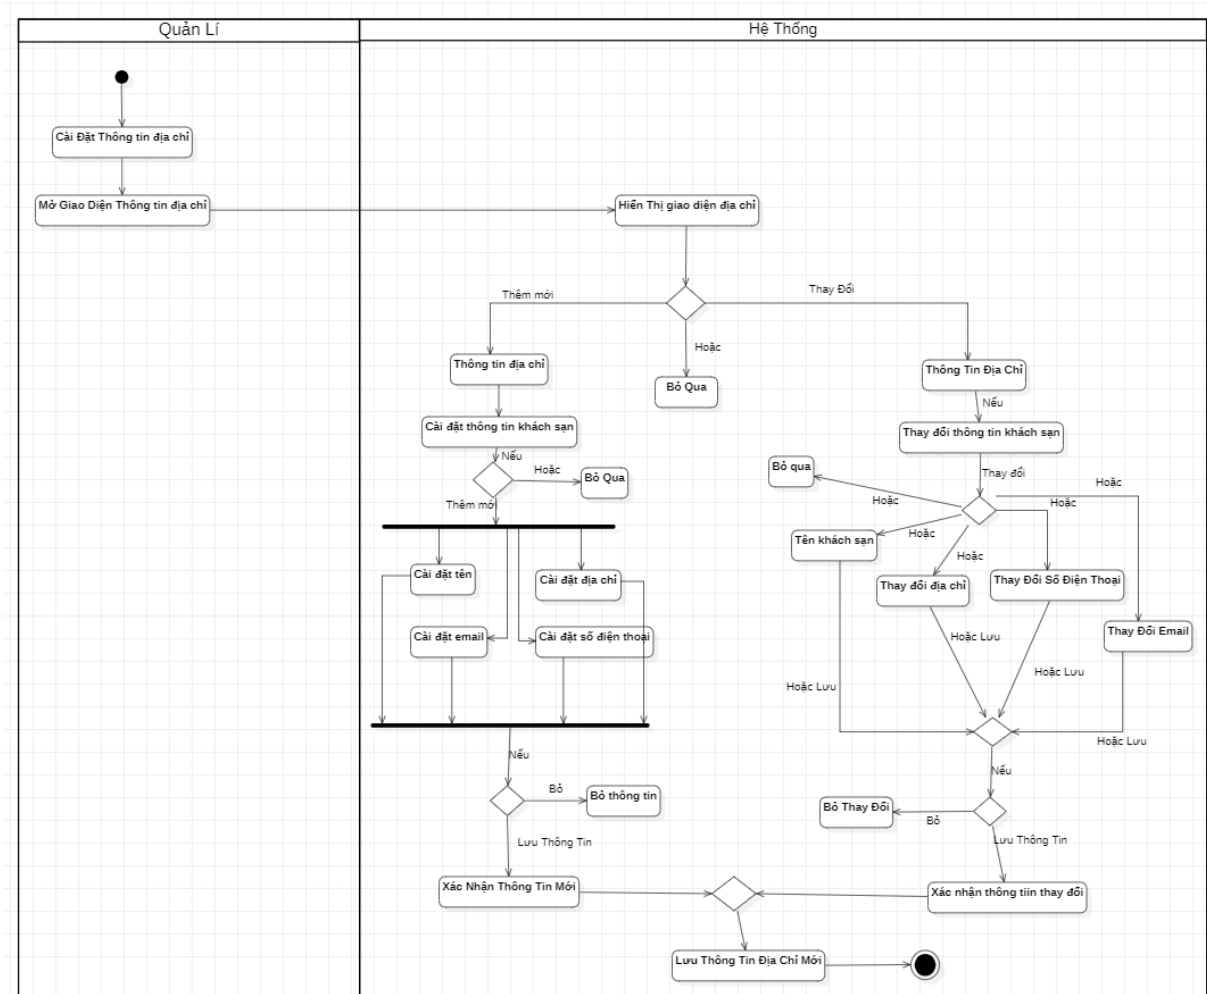 Quản Lí
Hệ Thống
Cài Đặt Thông tin địa chỉ
Mở Giao Diện Thông tin địa chỉ
Hiển Thị giao diện địa chỉ
Thêm mới
Thay Đổi
Hoặc
Thông tin địa chỉ
Bỏ Qua
Thông Tin Địa Chỉ
Nếu
Cài đặt thông tin khách sạn
Thay đổi thông tin khách sạn
Nếu
Hoặc
Bỏ Qua
Thêm mới
Bỏ qua
Thay đổi
Hoặc
Hoặc
Hoặc
Hoặc
Hoặc
Tên khách sạn
Cài đặt tên
Cài đặt địa chỉ
Thay đổi địa chỉ
Thay Đổi Số Điện Thoại
Cài đặt email
Cài đặt số điện thoại
Hoặc Lưu
Thay Đổi Email
Hoặc Lưu
Hoặc Lưu
Hoặc Lưu
Nếu
Nếu
Bỏ
Bỏ thông tin
Bỏ Thay Đổi
Bỏ
Lưu Thông Tin
Lưu Thông Tin
Xác Nhận Thông Tin Mới
Xác nhận thông tiin thay đổi
Lưu Thông Tin Địa Chỉ Mới